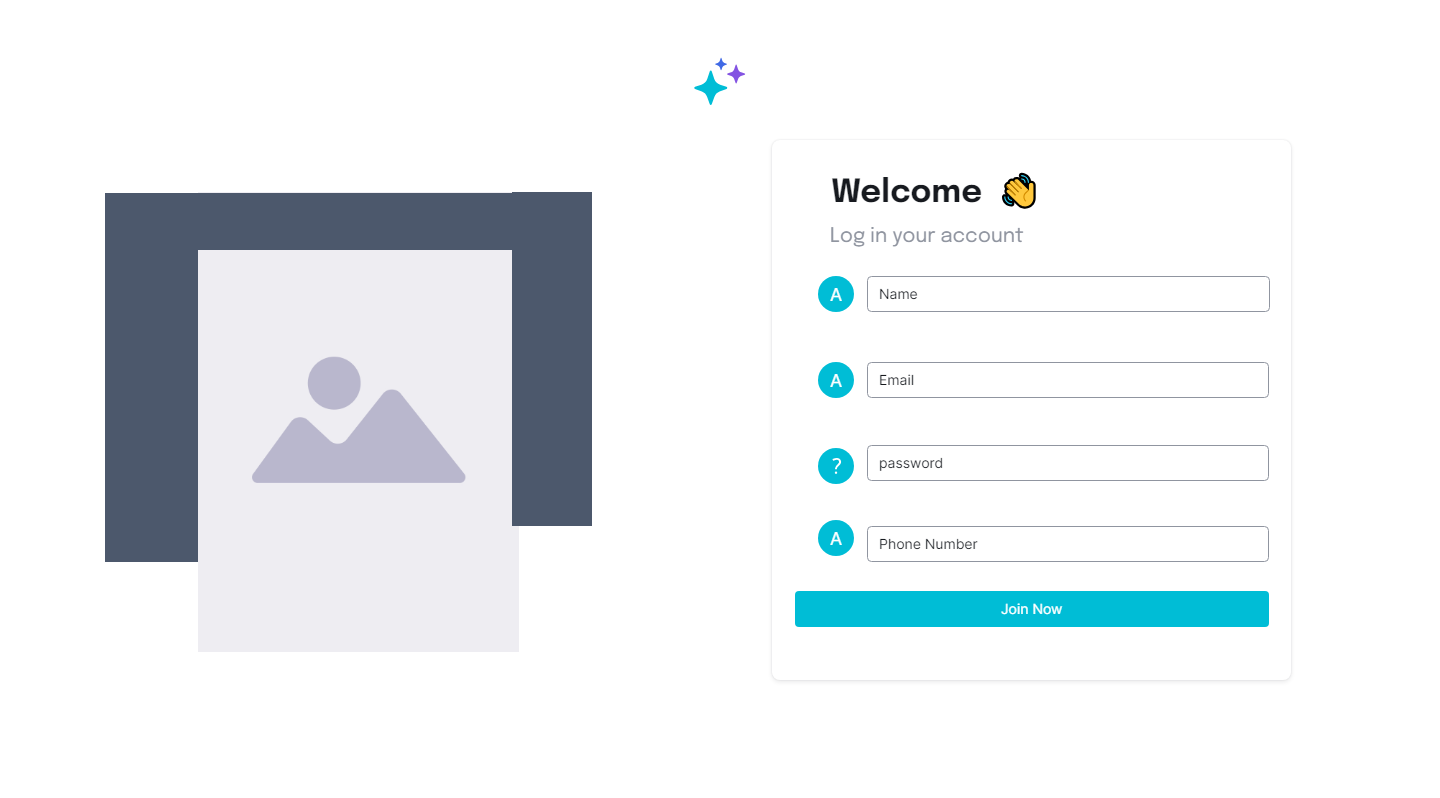 Welcome 👋
Log in your account
A Name
A Email
? password
A Phone Number
Join Now